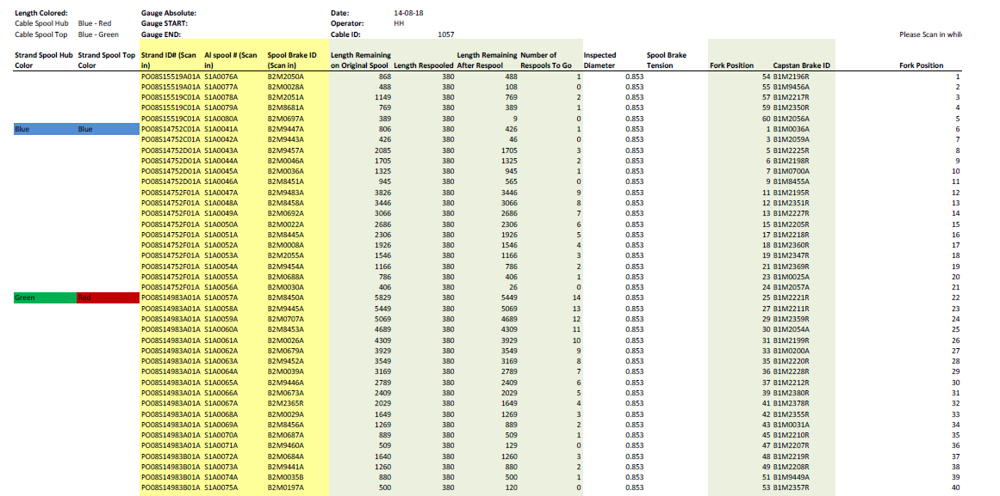 Length Colored: Gauge Absolute: Date: 14-08-18
Cable Spool Hub Blue - Red Gauge START: Operator: HH
Cable Spool Top Blue - Green Gauge END: Cable ID: 1057 Please Scan in whil
Strand Spool Hub Strand Spool Top Strand ID# (Scan Al spool # (Scan Spool Brake ID Length Remaining Length Remaining Number of Inspected Spool Brake
Color Color in) in) (Scan in) on Original Spool Length Respooled After Respool Respools To Go Diameter Tension Fork Position Capstan Brake ID Fork Position
PO08S15519A01A S1A0076A B2M2050A 868 380 488 1 0.853 54 B1M2196R 1
PO08S15519A01A S1A0077A B2M0028A 488 380 108 0 0.853 55 B1M9456A 2
PO08S15519C01A S1A0078A B2M2051A 1149 380 769 2 0.853 57 B1M2217R 3
PO08S15519C01A S1A0079A B2M8681A 769 380 389 1 0.853 59 B1M2350R 4
PO08S15519C01A S1A0080A B2M0697A 389 380 9 0 0.853 60 B1M2056A 5
Blue Blue PO08S14752C01A S1A0041A B2M9447A 806 380 426 1 0.853 1 B1M0036A 6
PO08S14752C01A S1A0042A B2M9443A 426 380 46 0 0.853 3 B1M2059A 7
PO08S14752D01A S1A0043A B2M9457A 2085 380 1705 3 0.853 5 B1M2225R 8
PO08S14752D01A S1A0044A B2M0046A 1705 380 1325 2 0.853 6 B1M2198R 9
PO08S14752D01A S1A0045A B2M0036A 1325 380 945 1 0.853 7 B1M0700A 10
PO08S14752D01A S1A0046A B2M8451A 945 380 565 0 0.853 9 B1M8455A 11
PO08S14752F01A S1A0047A B2M9483A 3826 380 3446 9 0.853 11 B1M2195R 12
PO08S14752F01A S1A0048A B2M8458A 3446 380 3066 8 0.853 12 B1M2351R 13
PO08S14752F01A S1A0049A B2M0692A 3066 380 2686 7 0.853 13 B1M2227R 14
PO08S14752F01A S1A0050A B2M0022A 2686 380 2306 6 0.853 15 B1M2205R 15
PO08S14752F01A S1A0051A B2M8445A 2306 380 1926 5 0.853 17 B1M2218R 16
PO08S14752F01A S1A0052A B2M0008A 1926 380 1546 4 0.853 18 B1M2360R 17
PO08S14752F01A S1A0053A B2M2055A 1546 380 1166 3 0.853 19 B1M2347R 18
PO08S14752F01A S1A0054A B2M9454A 1166 380 786 2 0.853 21 B1M2369R 19
PO08S14752F01A S1A0055A B2M0688A 786 380 406 1 0.853 23 B1M0025A 20
PO08S14752F01A S1A0056A B2M0030A 406 380 26 0 0.853 24 B1M2057A 21
Green Red PO08S14983A01A S1A0057A B2M8450A 5829 380 5449 14 0.853 25 B1M2221R 22
PO08S14983A01A S1A0058A B2M9445A 5449 380 5069 13 0.853 27 B1M2211R 23
PO08S14983A01A S1A0059A B2M0707A 5069 380 4689 12 0.853 29 B1M2359R 24
PO08S14983A01A S1A0060A B2M8453A 4689 380 4309 11 0.853 30 B1M2054A 25
PO08S14983A01A S1A0061A B2M0026A 4309 380 3929 10 0.853 31 B1M2199R 26
PO08S14983A01A S1A0062A B2M0679A 3929 380 3549 9 0.853 33 B1M0200A 27
PO08S14983A01A S1A0063A B2M9452A 3549 380 3169 8 0.853 35 B1M2220R 28
PO08S14983A01A S1A0064A B2M0039A 3169 380 2789 7 0.853 36 B1M2228R 29
PO08S14983A01A S1A0065A B2M9446A 2789 380 2409 6 0.853 37 B1M2212R 30
PO08S14983A01A S1A0066A B2M0673A 2409 380 2029 5 0.853 39 B1M2380R 31
PO08S14983A01A S1A0067A B2M2365R 2029 380 1649 4 0.853 41 B1M2378R 32
PO08S14983A01A S1A0068A B2M0029A 1649 380 1269 3 0.853 42 B1M2355R 33
PO08S14983A01A S1A0069A B2M8456A 1269 380 889 2 0.853 43 B1M0031A 34
PO08S14983A01A S1A0070A B2M0687A 889 380 509 1 0.853 45 B1M2210R 35
PO08S14983A01A S1A0071A B2M9460A 509 380 129 0 0.853 47 B1M2207R 36
PO08S14983B01A S1A0072A B2M0684A 1640 380 1260 3 0.853 48 B1M2219R 37
PO08S14983B01A S1A0073A B2M9441A 1260 380 880 2 0.853 49 B1M2208R 38
PO08S14983B01A S1A0074A B2M0035B 880 380 500 1 0.853 51 B1M9449A 39
PO08S14983B01A S1A0075A B2M0197A 500 380 120 0 0.853 53 B1M2357R 40